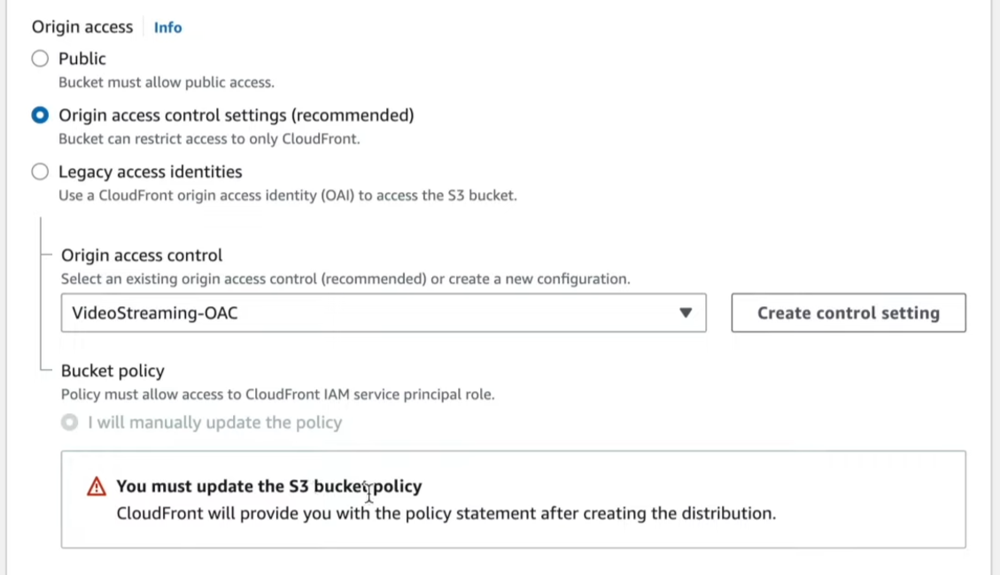 Origin access Info
Public
Bucket must allow public access.
Origin access control settings (recommended)
Bucket can restrict access to only CloudFront.
Legacy access identities
Use a CloudFront origin access identity (OAI) to access the S3 bucket.
Origin access control
Select an existing origin access control (recommended) or create a new configuration.
VideoStreaming-OAC
Create control setting
Bucket policy
Policy must allow access to CloudFront IAM service principal role.
I will manually update the policy
You must update the S3 bucket policy
CloudFront will provide you with the policy statement after creating the distribution.